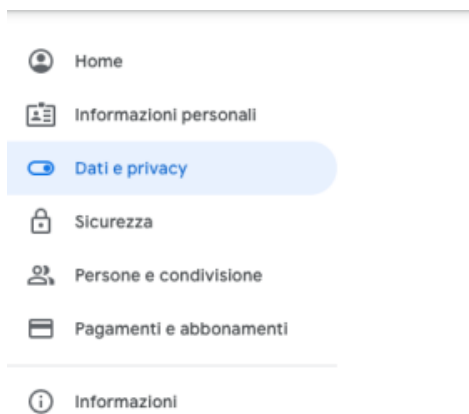 Home
Informazioni personali
Dati e privacy
Sicurezza
Persone e condivisione
Pagamenti e abbonamenti
Informazioni